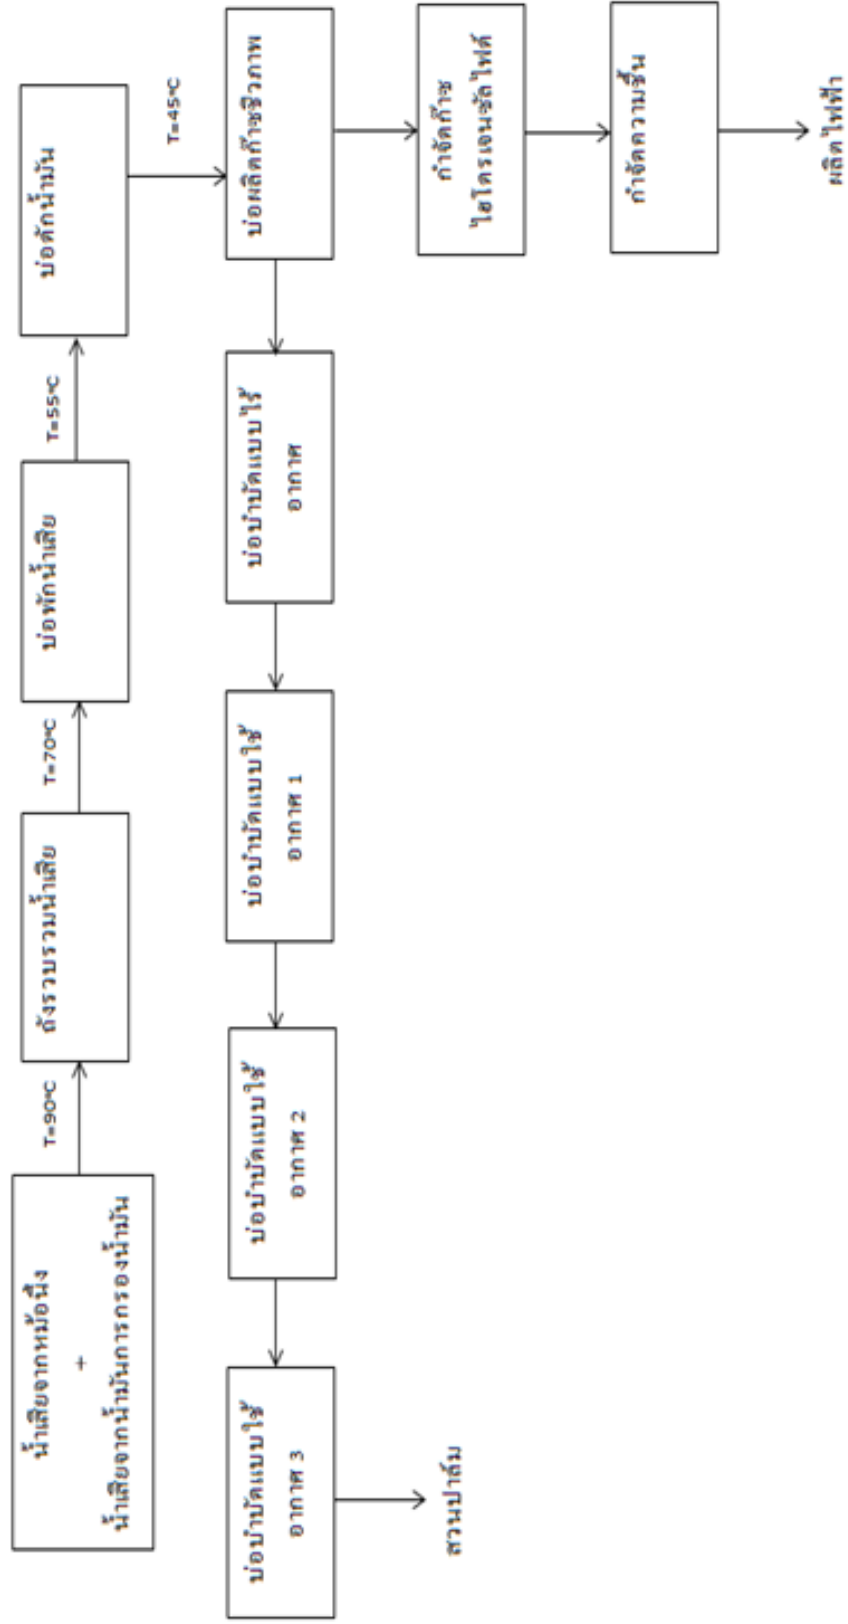 น้ำเสียจากหม้อนึ่ง
+
น้ำเสียจากน้ำมันการกรองน้ำมัน
T=90°C
ถังรวบรวมน้ำเสีย
T=70°C
บ่อพักน้ำเสีย
T=55°C
บ่อดักน้ำมัน
T=45°C
บ่อผลิตก๊าซชีวภาพ
บ่อบำบัดแบบไร้
อากาศ
บ่อบำบัดแบบใช้
อากาศ 1
บ่อบำบัดแบบใช้
อากาศ 2
บ่อบำบัดแบบใช้
อากาศ 3
สวนปาล์ม
กำจัดก๊าซ
ไฮโดรเจนซัลไฟด์
กำจัดความชื้น
ผลิตไฟฟ้า